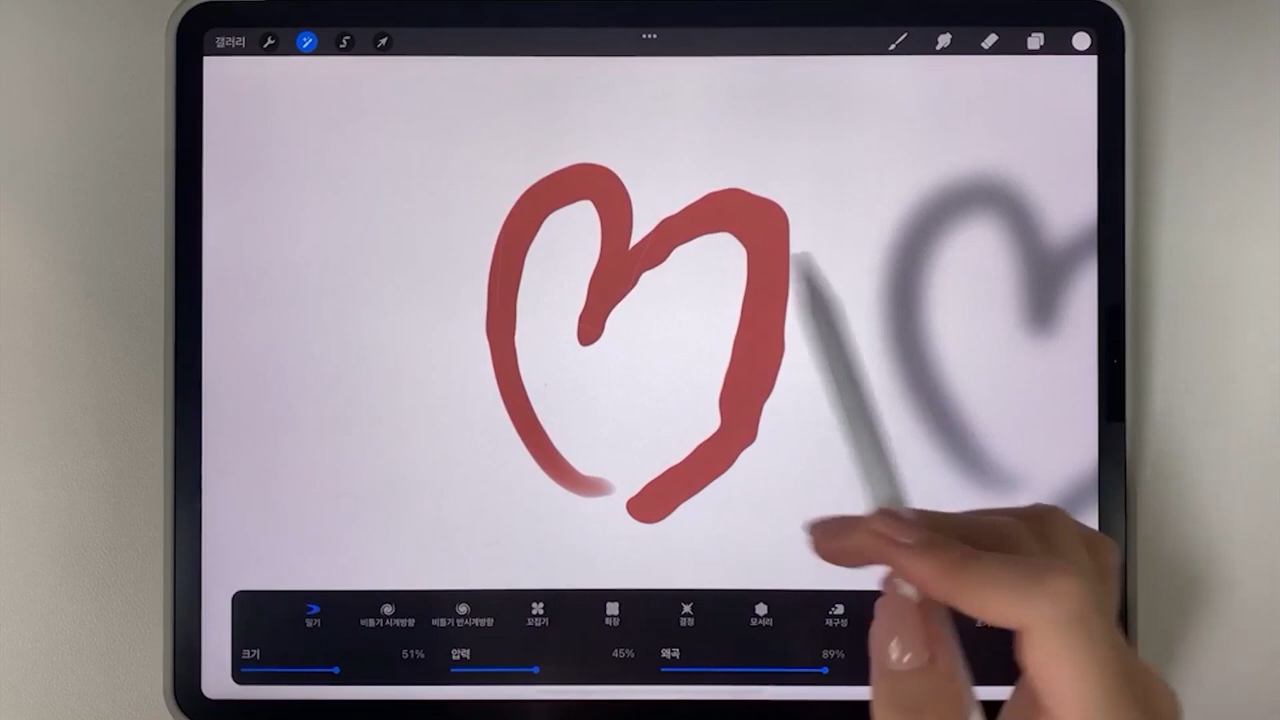 갤러리
밀기 비틀기 시계방향 비틀기 반시계방향 꼬집기 확장 결정 모서리 재구성
크기 51% 압력 45% 왜곡 89%